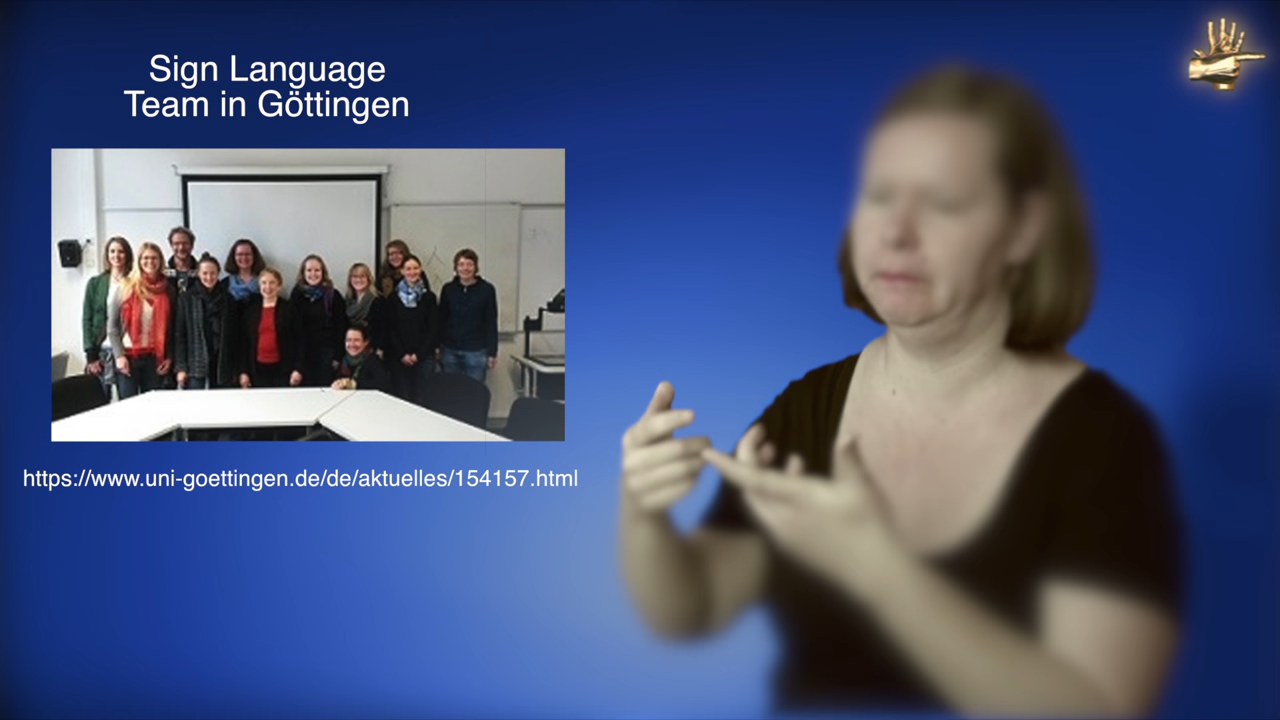 Sign Language
Team in Göttingen
https://www.uni-goettingen.de/de/aktuelles/154157.html